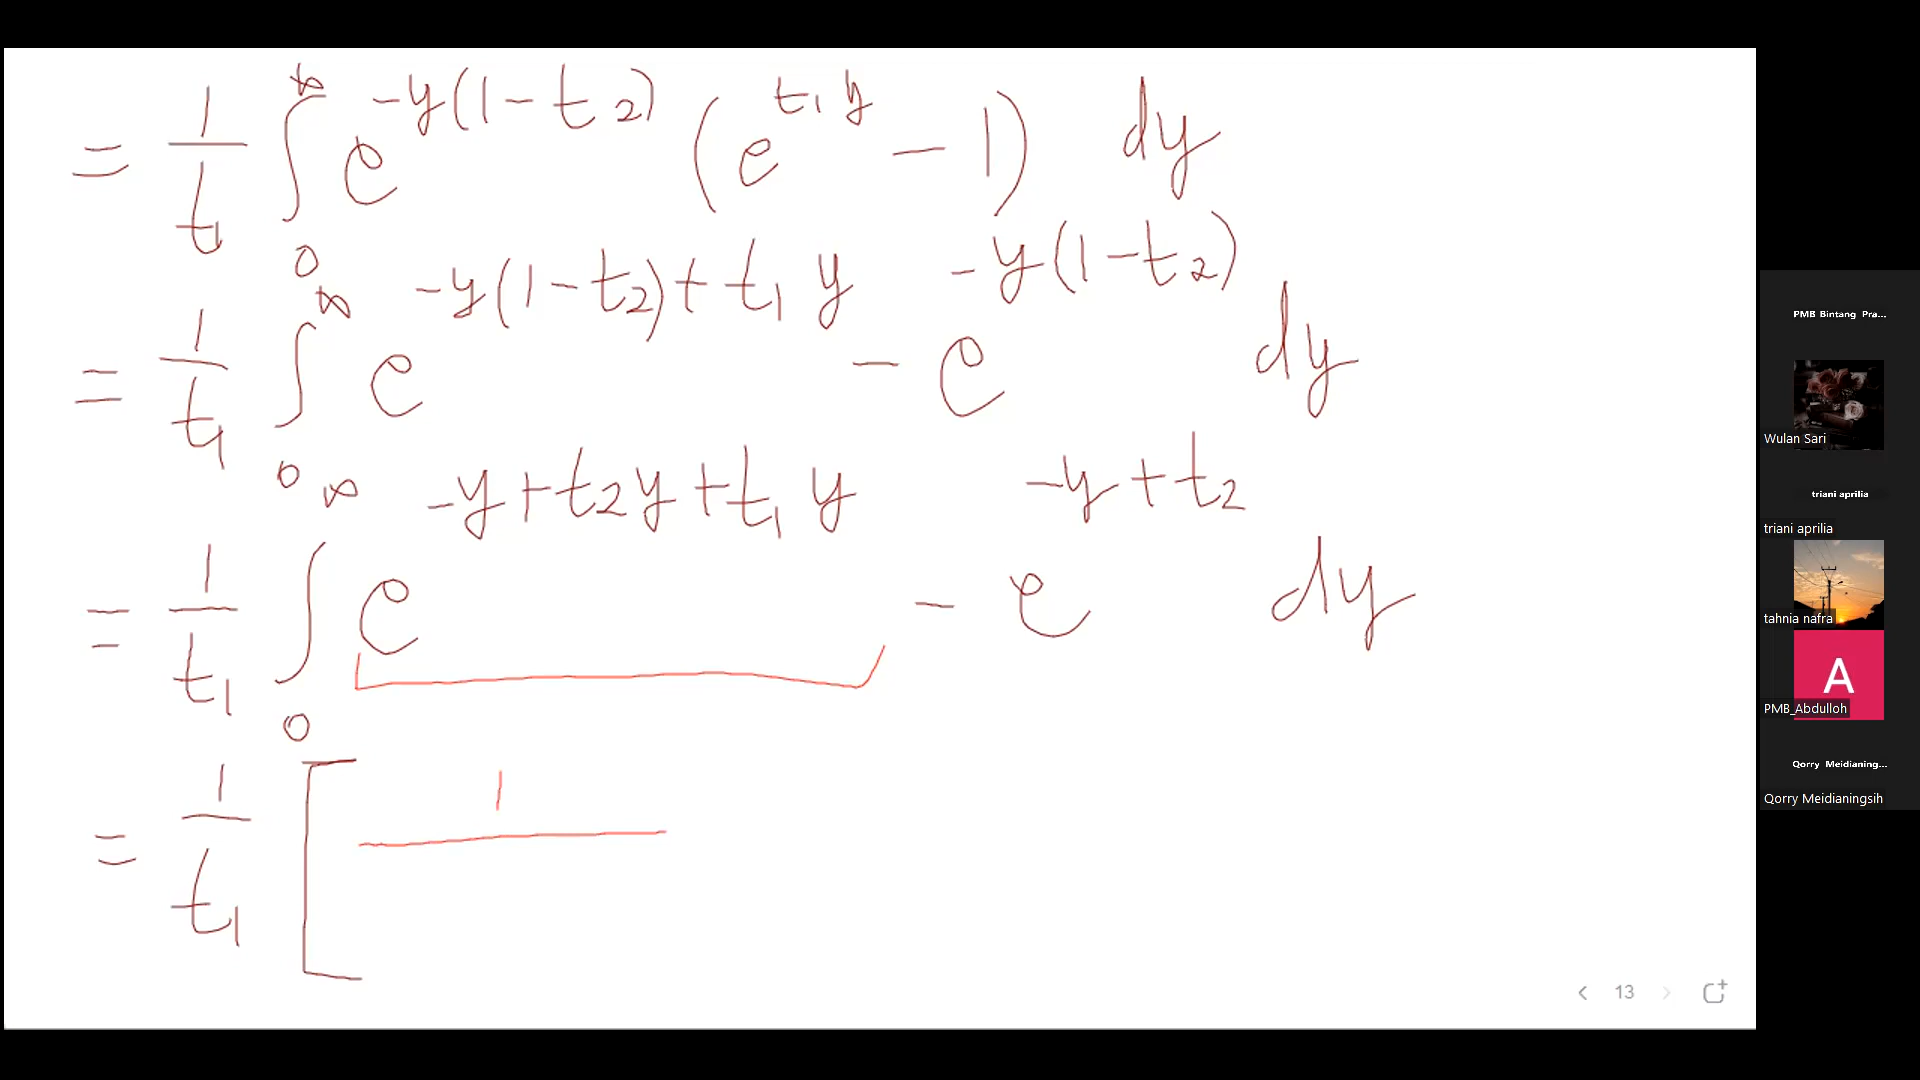 = 1/t₁ ∫₀^∞ e^{-y(1-t₂)} (e^{t₁y} - 1) dy
= 1/t₁ ∫₀^∞ e^{-y(1-t₂)+t₁y} - e^{-y(1-t₂)} dy
= 1/t₁ ∫₀^∞ e^{-y+t₂y+t₁y} - e^{-y+t₂} dy
= 1/t₁ [ 1/
13
PMB Bintang Pra...
Wulan Sari
triani aprilia
triani aprilia
tahnia nafra
A
PMB_Abdulloh
Qorry Meidianing...
Qorry Meidianingsih